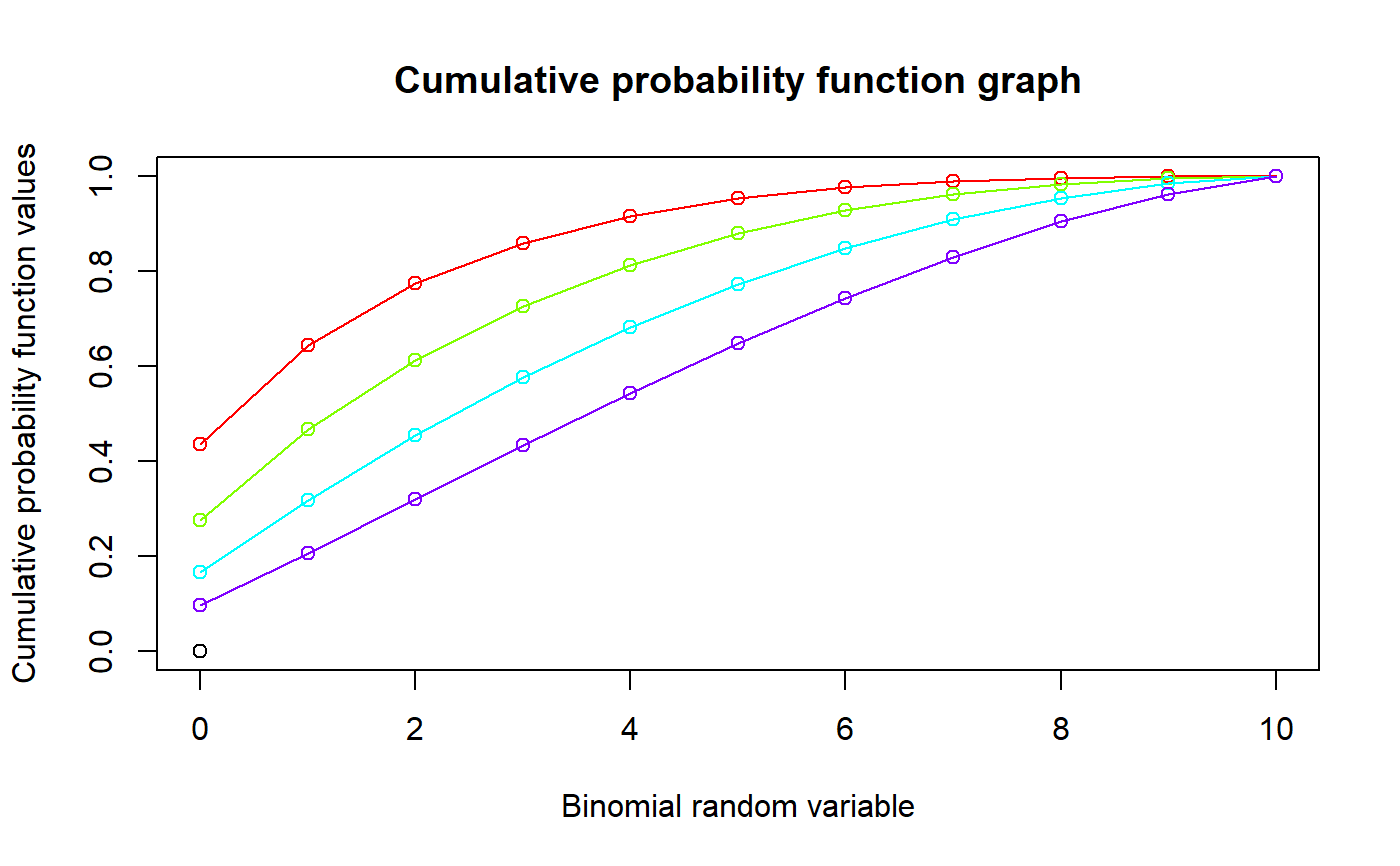 Cumulative probability function graph
Cumulative probability function values
1.0
0.8
0.6
0.4
0.2
0.0
0 2 4 6 8 10
Binomial random variable